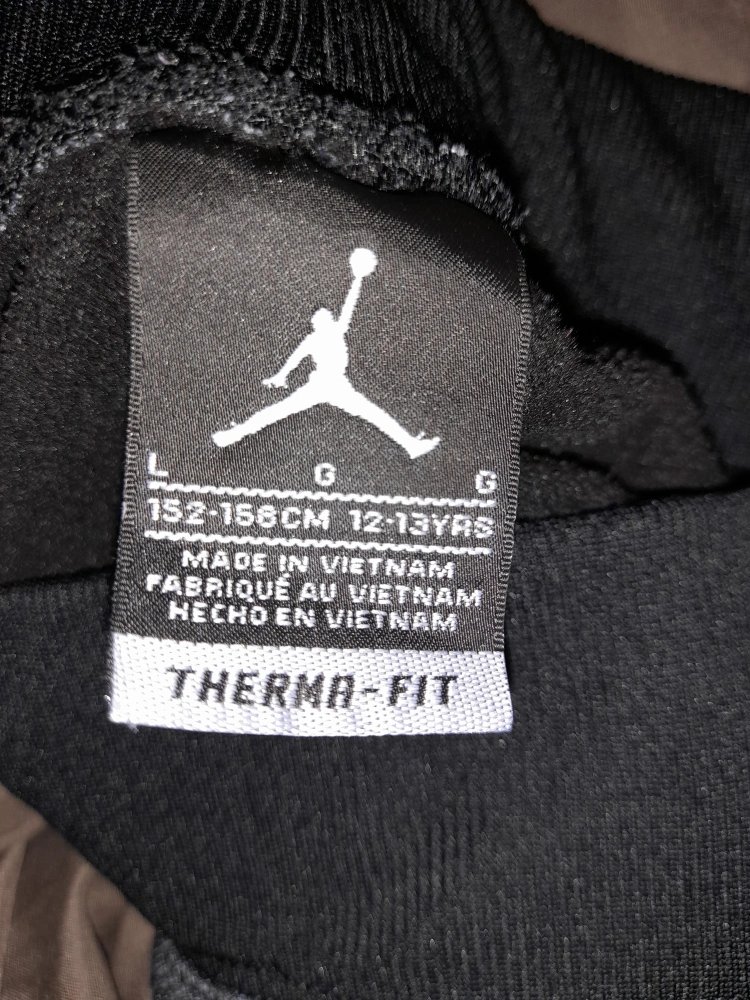 L G G
152-158CM 12-13YRS
MADE IN VIETNAM
FABRIQUÉ AU VIETNAM
HECHO EN VIETNAM
THERMA-FIT